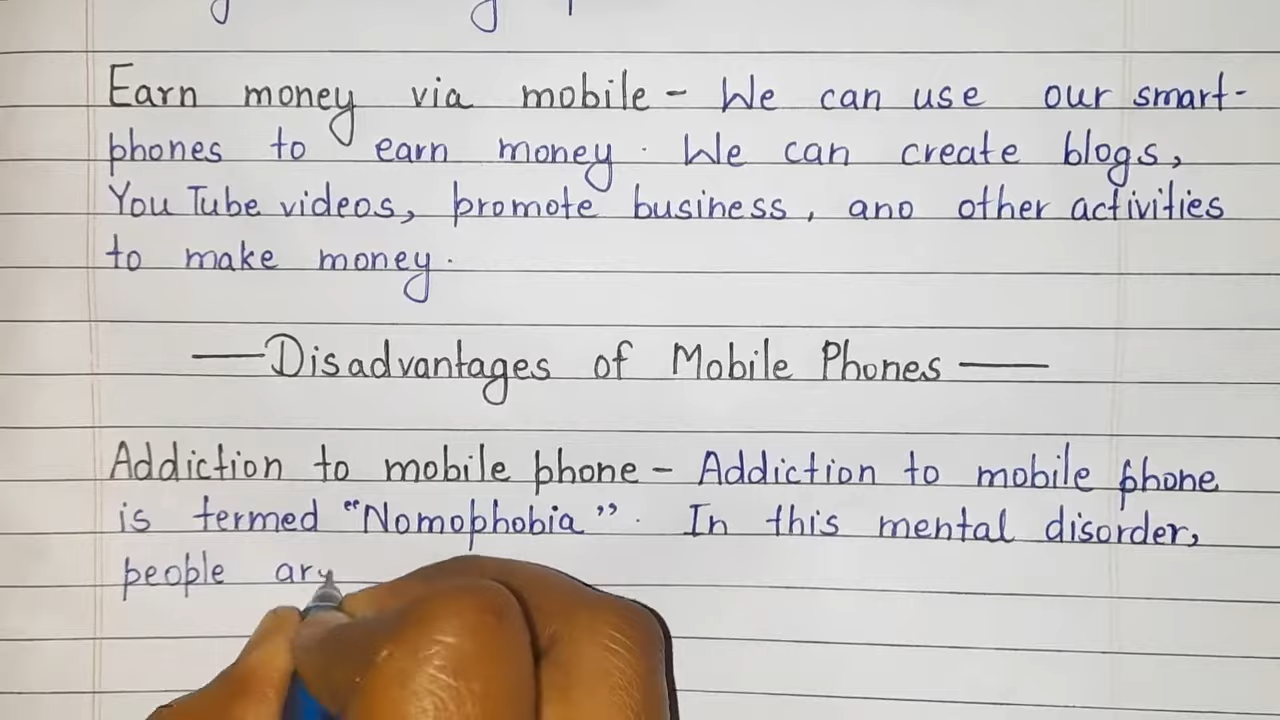 Earn money via mobile - We can use our smart-
phones to earn money. We can create blogs,
YouTube videos, promote business, and other activities
to make money.
— Disadvantages of Mobile Phones —
Addiction to mobile phone - Addiction to mobile phone
is termed "Nomophobia". In this mental disorder,
people ar